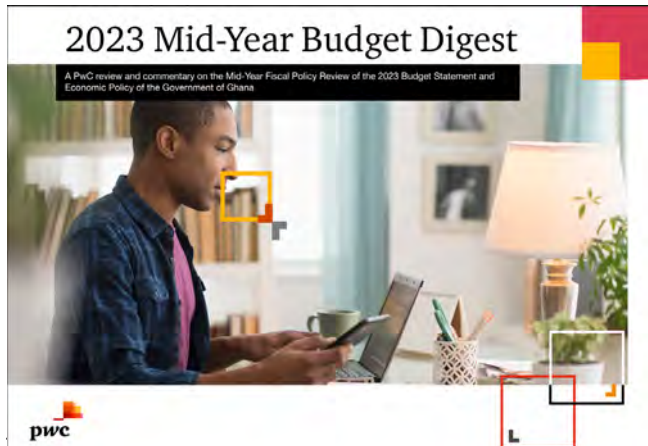 2023 Mid-Year Budget Digest
A PwC review and commentary on the Mid-Year Fiscal Policy Review of the 2023 Budget Statement and
Economic Policy of the Government of Ghana
pwc